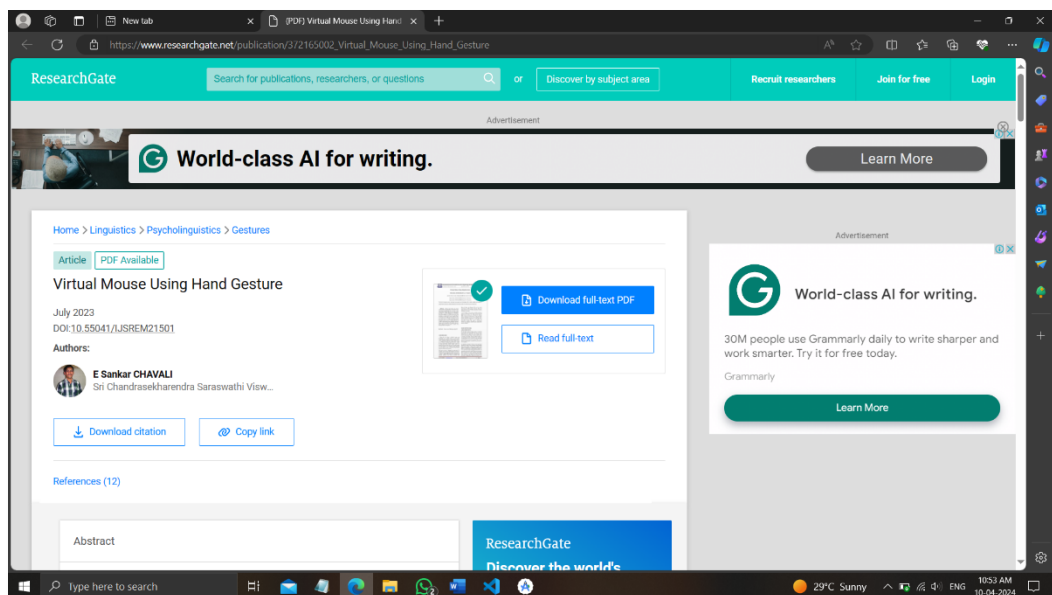 New tab
(PDF) Virtual Mouse Using Hand
https://www.researchgate.net/publication/372165002_Virtual_Mouse_Using_Hand_Gesture
ResearchGate
Search for publications, researchers, or questions
or
Discover by subject area
Recruit researchers
Join for free
Login
Advertisement
World-class AI for writing.
Learn More
Home > Linguistics > Psycholinguistics > Gestures
Article
PDF Available
Virtual Mouse Using Hand Gesture
July 2023
DOI:10.55041/IJSREM21501
Authors:
E Sankar CHAVALI
Sri Chandrasekharendra Saraswathi Visw...
Download full-text PDF
Read full-text
Download citation
Copy link
References (12)
Abstract
ResearchGate
Discover the world's
Advertisement
World-class AI for writing.
30M people use Grammarly daily to write sharper and
work smarter. Try it for free today.
Grammarly
Learn More
Type here to search
29°C Sunny
ENG
10:53 AM
10-04-2024